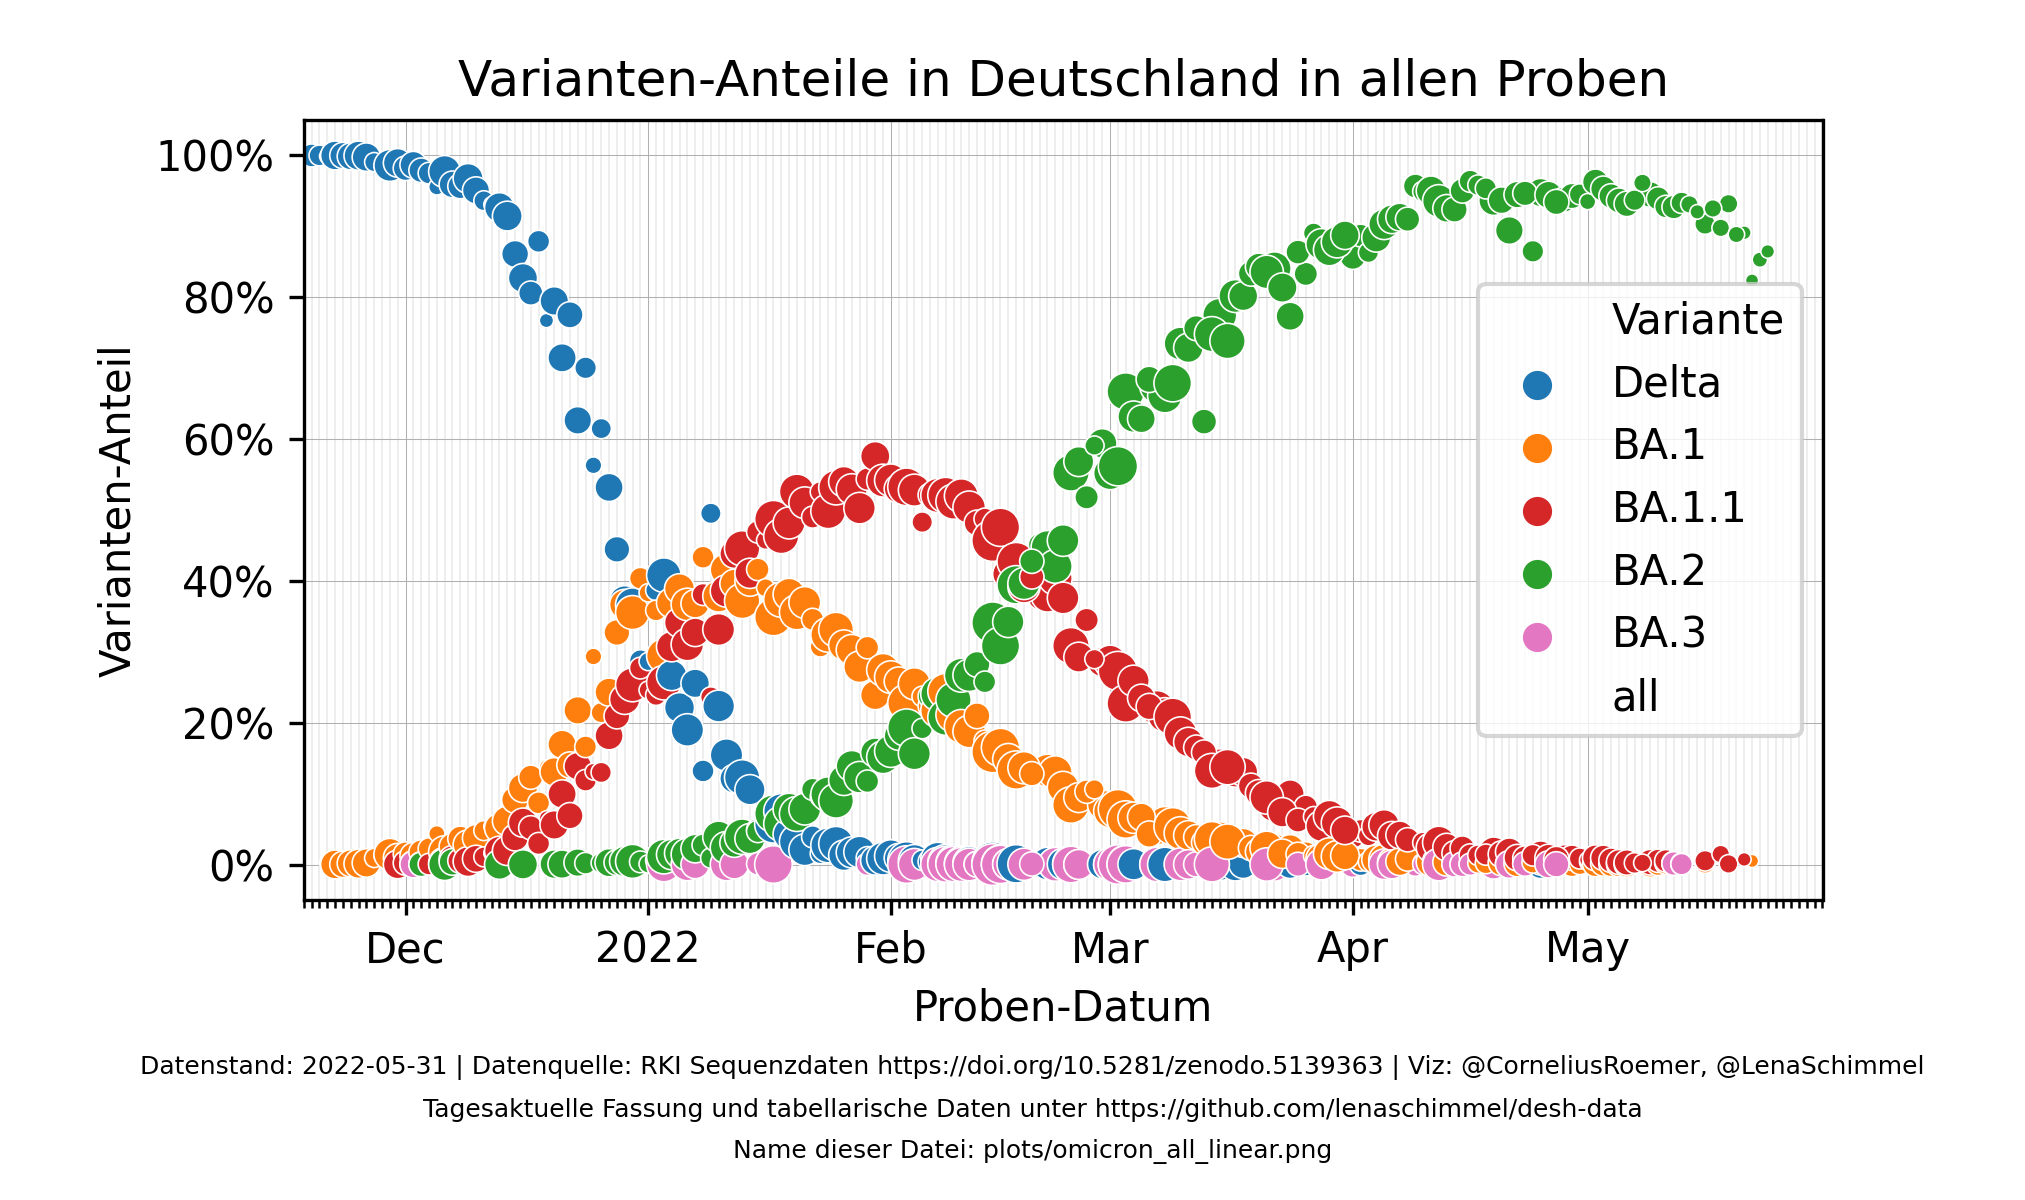 Varianten-Anteile in Deutschland in allen Proben
100%
80%
60%
40%
20%
0%
Varianten-Anteil
Variante
Delta
BA.1
BA.1.1
BA.2
BA.3
all
Dec 2022 Feb Mar Apr May
Proben-Datum
Datenstand: 2022-05-31 | Datenquelle: RKI Sequenzdaten https://doi.org/10.5281/zenodo.5139363 | Viz: @CorneliusRoemer, @LenaSchimmel
Tagesaktuelle Fassung und tabellarische Daten unter https://github.com/lenaschimmel/desh-data
Name dieser Datei: plots/omicron_all_linear.png